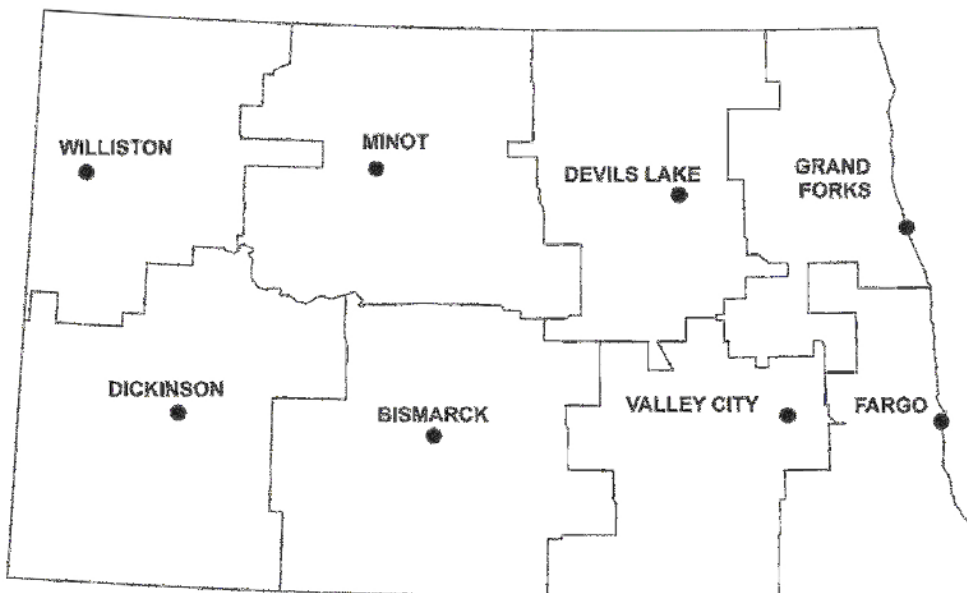 WILLISTON
MINOT
DEVILS LAKE
GRAND
FORKS
DICKINSON
BISMARCK
VALLEY CITY
FARGO